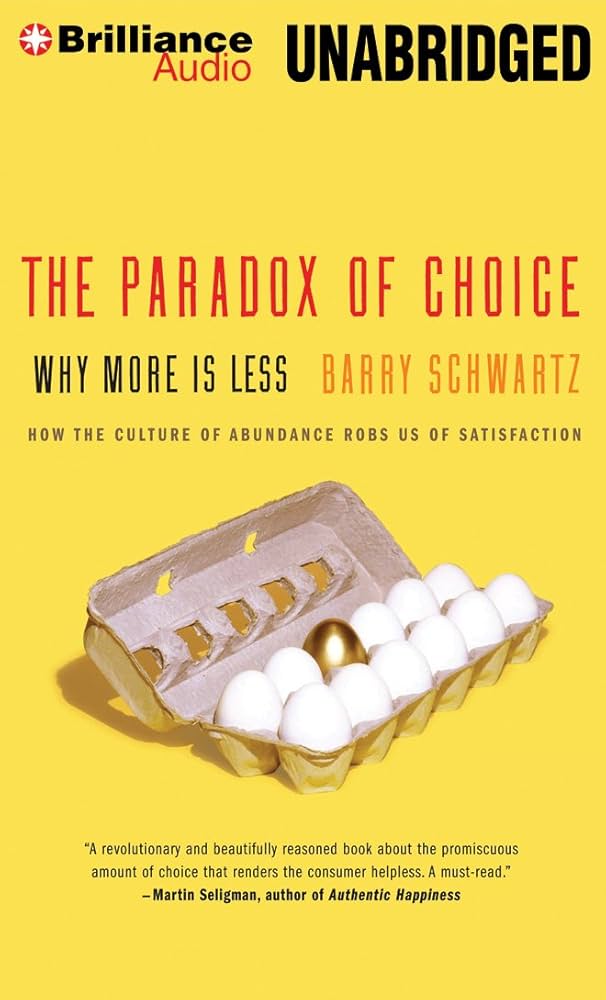 Brilliance
Audio
UNABRIDGED
THE PARADOX OF CHOICE
WHY MORE IS LESS BARRY SCHWARTZ
HOW THE CULTURE OF ABUNDANCE ROBS US OF SATISFACTION
“A revolutionary and beautifully reasoned book about the promiscuous
amount of choice that renders the consumer helpless. A must-read.”
–Martin Seligman, author of Authentic Happiness